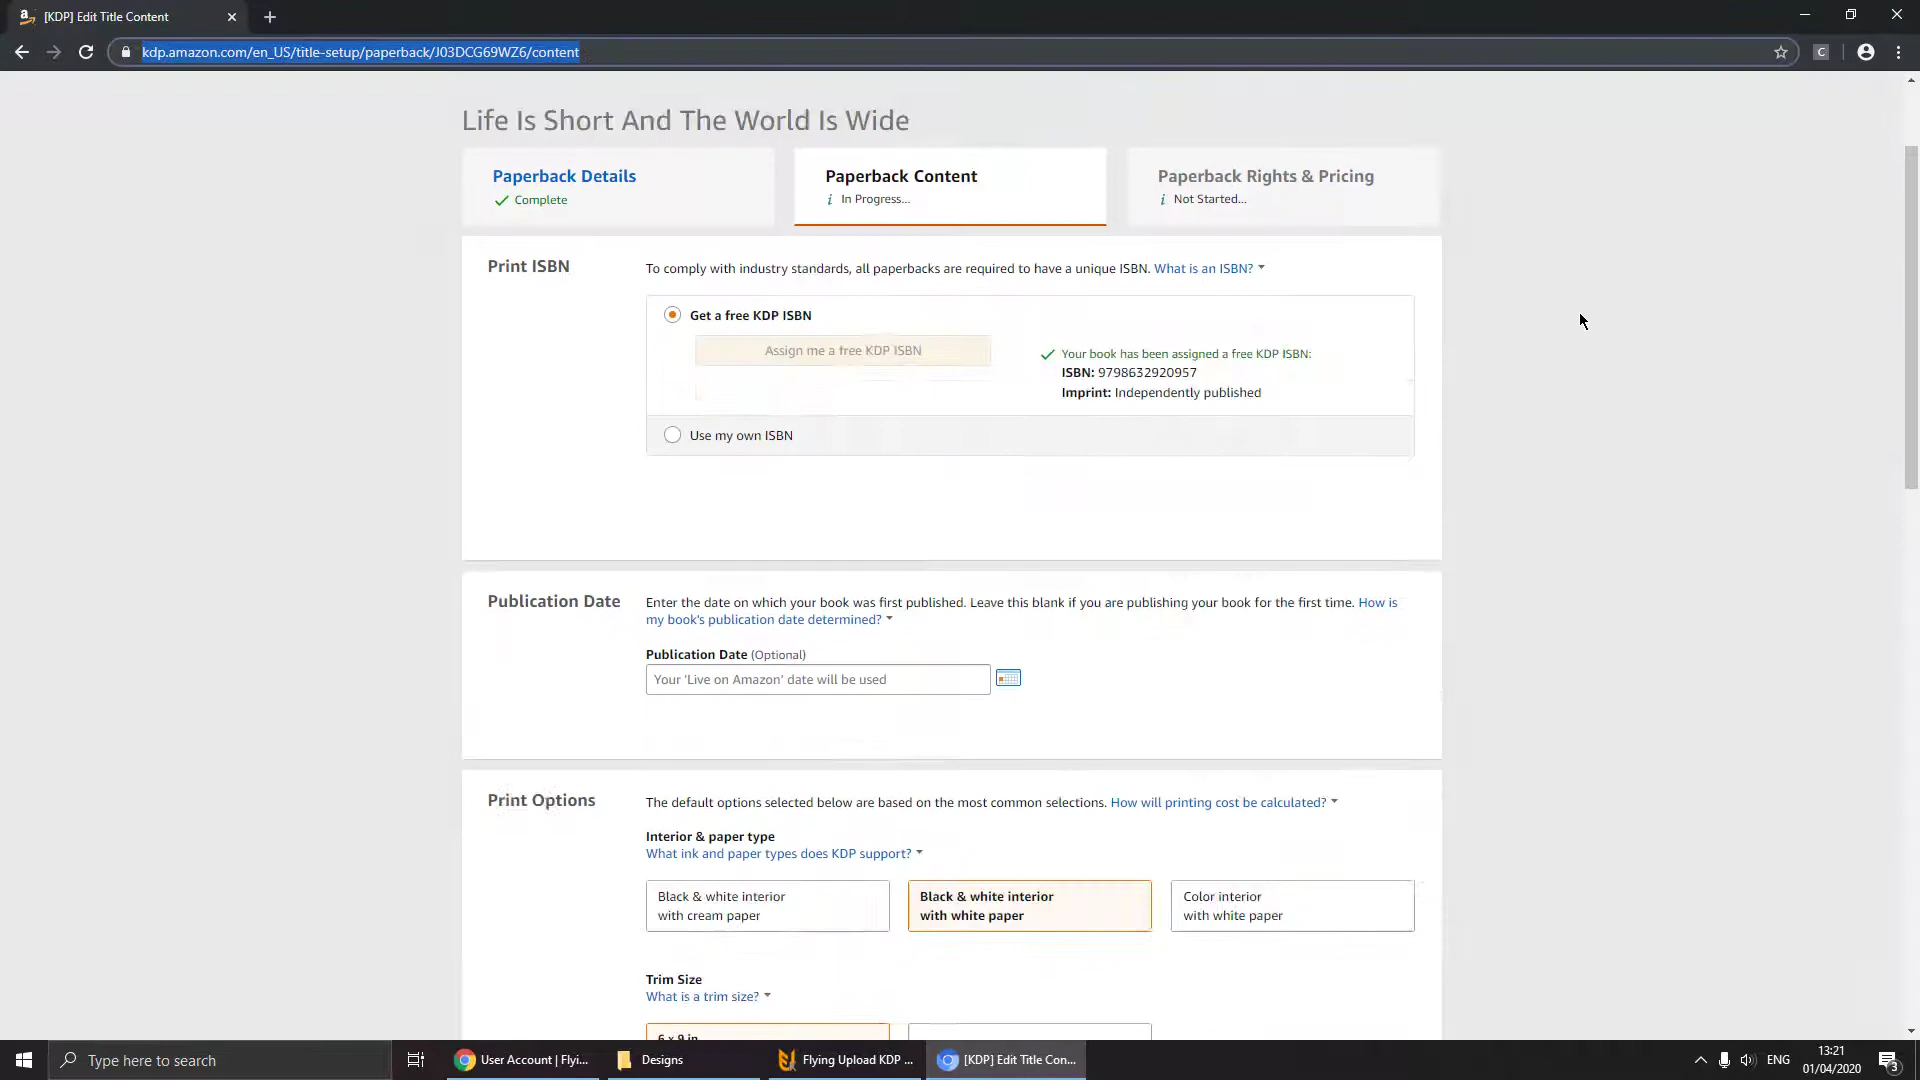 [KDP] Edit Title Content
kdp.amazon.com/en_US/title-setup/paperback/J03DCG69WZ6/content
C
Life Is Short And The World Is Wide
Paperback Details
Complete
Paperback Content
In Progress...
Paperback Rights & Pricing
Not Started...
Print ISBN
To comply with industry standards, all paperbacks are required to have a unique ISBN. What is an ISBN?
Get a free KDP ISBN
Assign me a free KDP ISBN
Your book has been assigned a free KDP ISBN:
ISBN: 9798632920957
Imprint: Independently published
Use my own ISBN
Publication Date
Enter the date on which your book was first published. Leave this blank if you are publishing your book for the first time. How is
my book's publication date determined?
Publication Date (Optional)
Your 'Live on Amazon' date will be used
Print Options
The default options selected below are based on the most common selections. How will printing cost be calculated?
Interior & paper type
What ink and paper types does KDP support?
Black & white interior
with cream paper
Black & white interior
with white paper
Color interior
with white paper
Trim Size
What is a trim size?
6 x 9 in
Type here to search
User Account | Flyi...
Designs
Flying Upload KDP ...
[KDP] Edit Title Con...
ENG
13:21
01/04/2020
3